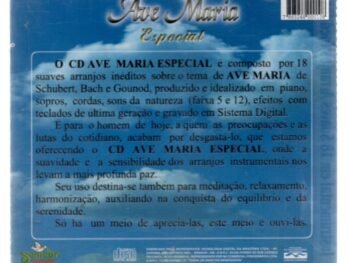 Ave Maria
Especial
O CD AVE MARIA ESPECIAL e composto por 18
suaves arranjos ineditos sobre o tema de AVE MARIA de
Schubert, Bach e Gounod, produzido e idealizado em piano,
sopros, cordas, sons da natureza (faixa 5 e 12), efeitos com
teclados de ultima geração e gravado em Sistema Digital.
E para o homem de hoje, a quem as preocupações e as
lutas do cotidiano, acabam por desgasta-lo, que estamos
oferecendo o CD AVE MARIA ESPECIAL, onde a
suavidade e a sensibilidade dos arranjos instrumentais nos
levam a mais profunda paz.
Seu uso destina-se tambem para meditação, relaxamento,
harmonização, auxiliando na conquista do equilibrio e da
serenidade.
Só ha um meio de aprecia-las, este meio e ouvi-las.